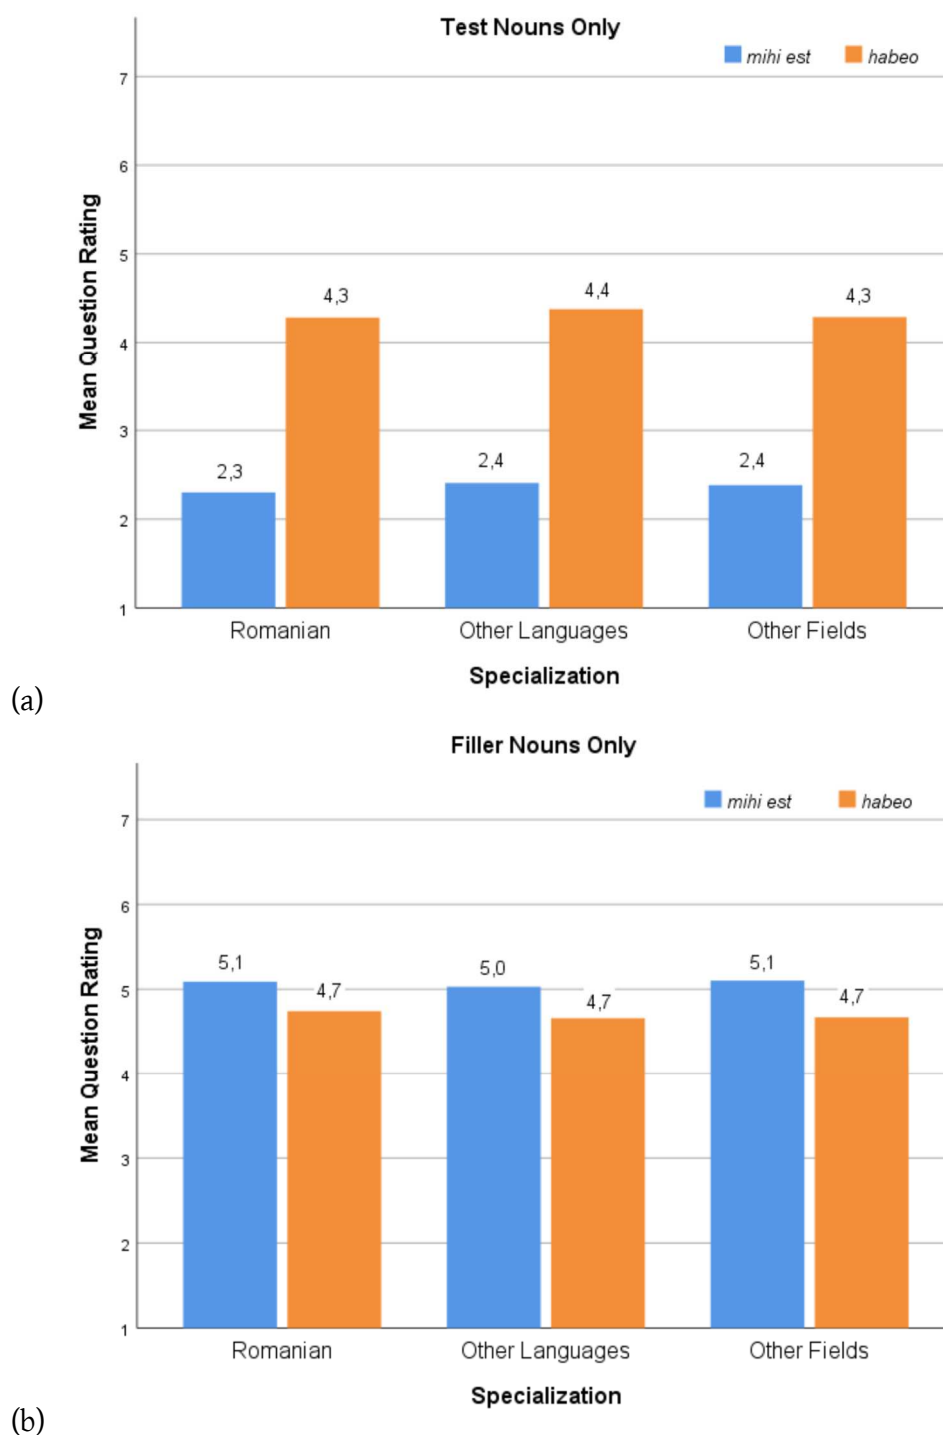 Test Nouns Only
mihi est habeo
7
6
5
4
3
2
1
Mean Question Rating
2,3 4,3 2,4 4,4 2,4 4,3
Romanian Other Languages Other Fields
Specialization
(a)
Filler Nouns Only
mihi est habeo
7
6
5
4
3
2
1
Mean Question Rating
5,1 4,7 5,0 4,7 5,1 4,7
Romanian Other Languages Other Fields
Specialization
(b)